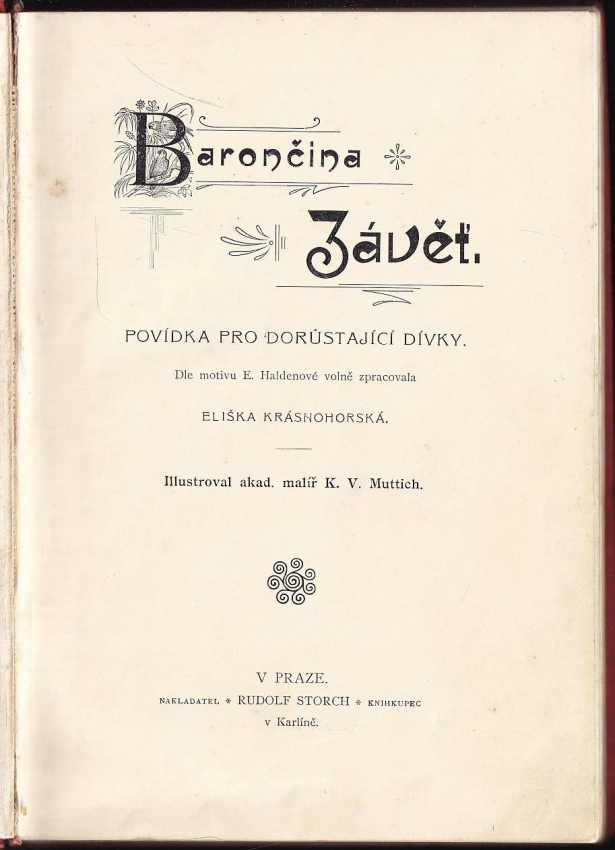 Barončina
Závěť.
POVÍDKA PRO DORŮSTAJÍCÍ DÍVKY.
Dle motivu E. Haldenové volně zpracovala
ELIŠKA KRÁSNOHORSKÁ.
Illustroval akad. malíř K. V. Muttich.
V PRAZE.
NAKLADATEL * RUDOLF STORCH * KNIHKUPEC
v Karlíně.